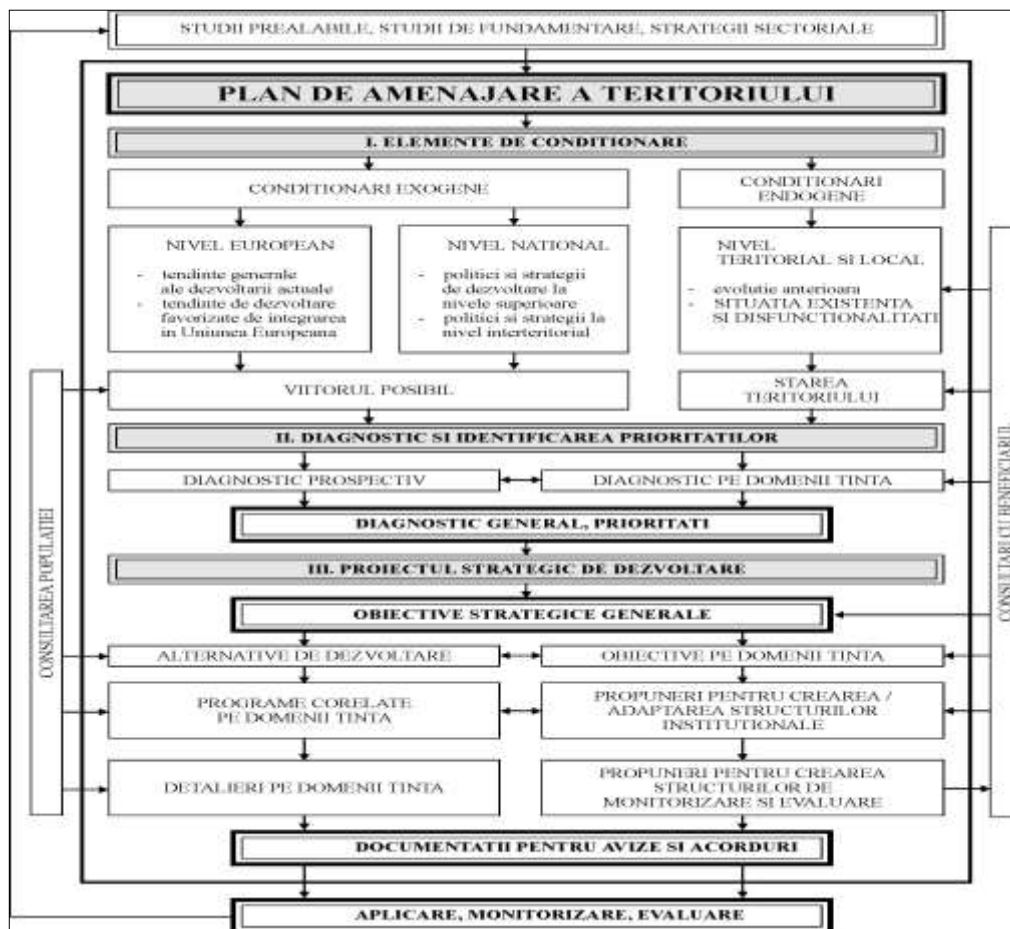 STUDII PREALABILE, STUDII DE FUNDAMENTARE, STRATEGII SECTORIALE
PLAN DE AMENAJARE A TERITORIULUI
I. ELEMENTE DE CONDITIONARE
CONDITIONARI EXOGENE
CONDITIONARI
ENDOGENE
NIVEL EUROPEAN
- tendinte generale
ale dezvoltarii actuale
- tendinte de dezvoltare
favorizate de integrarea
in Uniunea Europeana
NIVEL NATIONAL
- politici si strategii
de dezvoltare la
nivele superioare
- politici si strategii la
nivel interteritorial
NIVEL
TERITORIAL SI LOCAL
- evolutie anterioara
- SITUATIA EXISTENTA
SI DISFUNCTIONALITATI
VIITORUL POSIBIL
STAREA
TERITORIULUI
II. DIAGNOSTIC SI IDENTIFICAREA PRIORITATILOR
DIAGNOSTIC PROSPECTIV
DIAGNOSTIC PE DOMENII TINTA
DIAGNOSTIC GENERAL, PRIORITATI
III. PROIECTUL STRATEGIC DE DEZVOLTARE
OBIECTIVE STRATEGICE GENERALE
ALTERNATIVE DE DEZVOLTARE
OBIECTIVE PE DOMENII TINTA
PROGRAME CORELATE
PE DOMENII TINTA
PROPUNERI PENTRU CREAREA /
ADAPTAREA STRUCTURILOR
INSTITUTIONALE
DETALIERI PE DOMENII TINTA
PROPUNERI PENTRU CREAREA
STRUCTURILOR DE
MONITORIZARE SI EVALUARE
DOCUMENTATII PENTRU AVIZE SI ACORDURI
APLICARE, MONITORIZARE, EVALUARE
CONSULTAREA POPULATIEI
CONSULTARI CU BENEFICIARUL